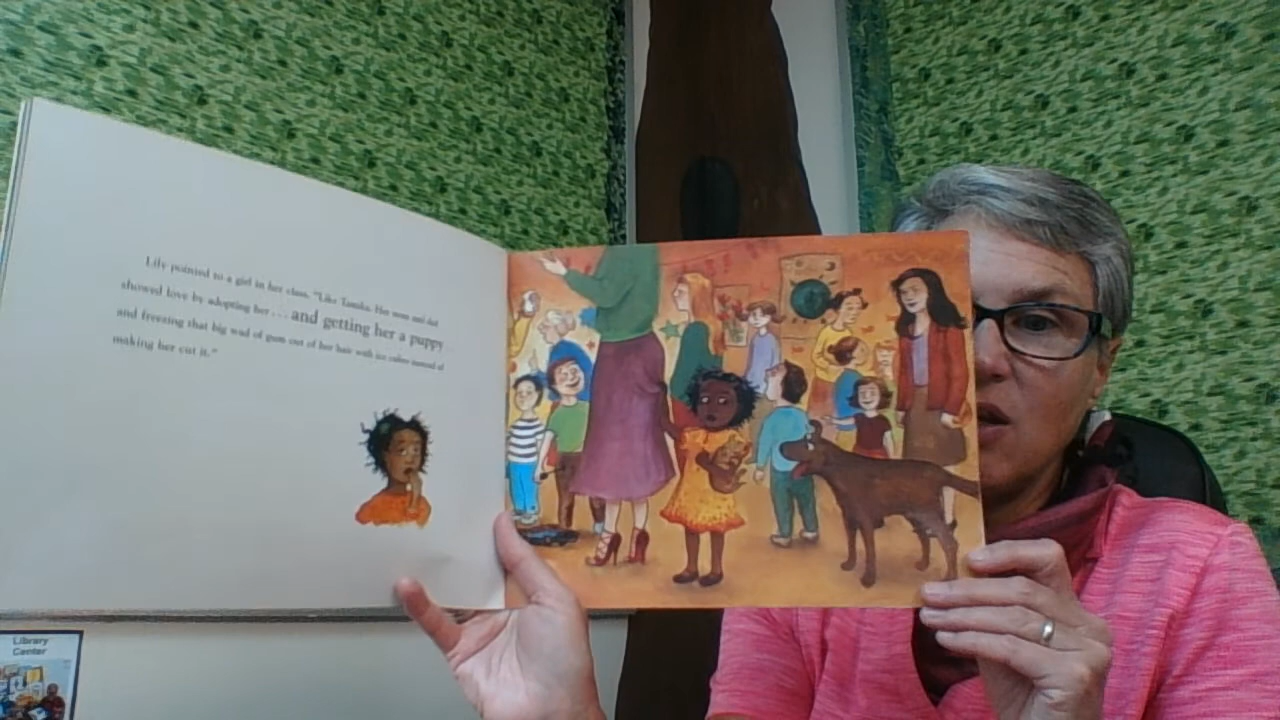 Lily pointed to a girl in her class. "Like Tamika. Her mom and dad
showed love by adopting her . . . and getting her a puppy
and freezing that big wad of gum out of her hair with ice cubes instead of
making her cut it."
Library
Center